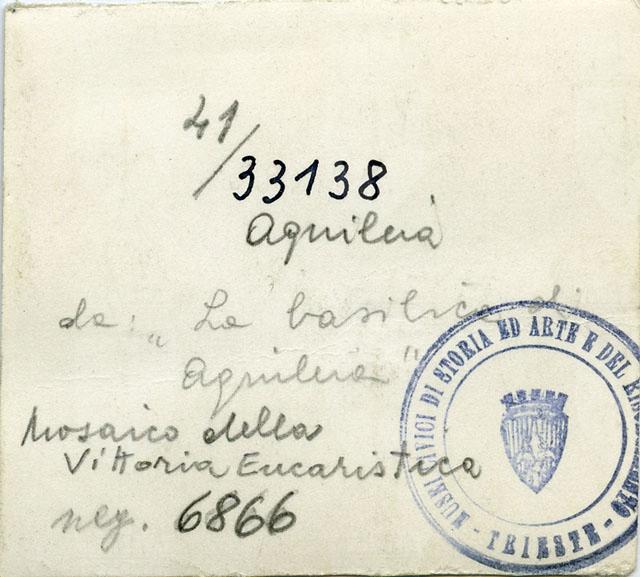 41/33138
Aquileia
da: „La basilica di
Aquileia"
Mosaico della
Vittoria Eucaristica
neg. 6866
MUSEI CIVICI DI STORIA ED ARTE E DEL
- TRIESTE -